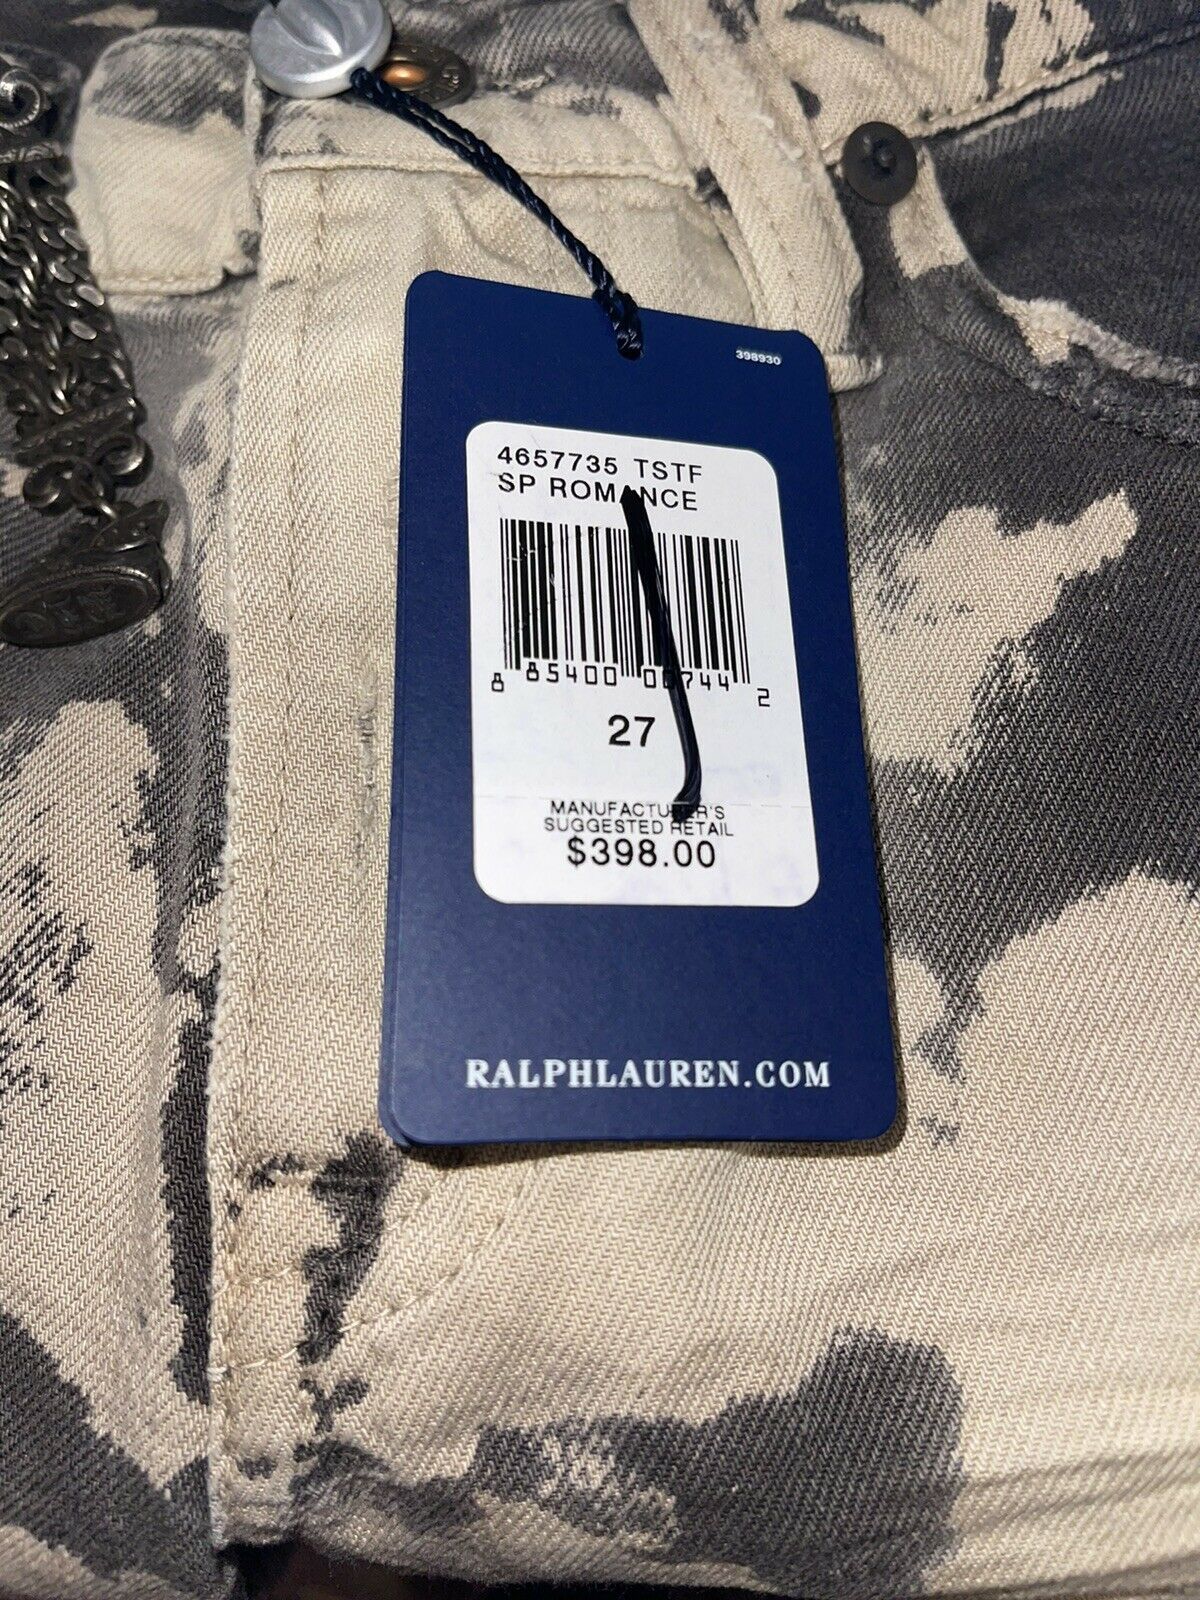 398930
4657735 TSTF
SP ROMANCE
8 85400 00744 2
27
MANUFACTURER'S
SUGGESTED RETAIL
$398.00
RALPHLAUREN.COM